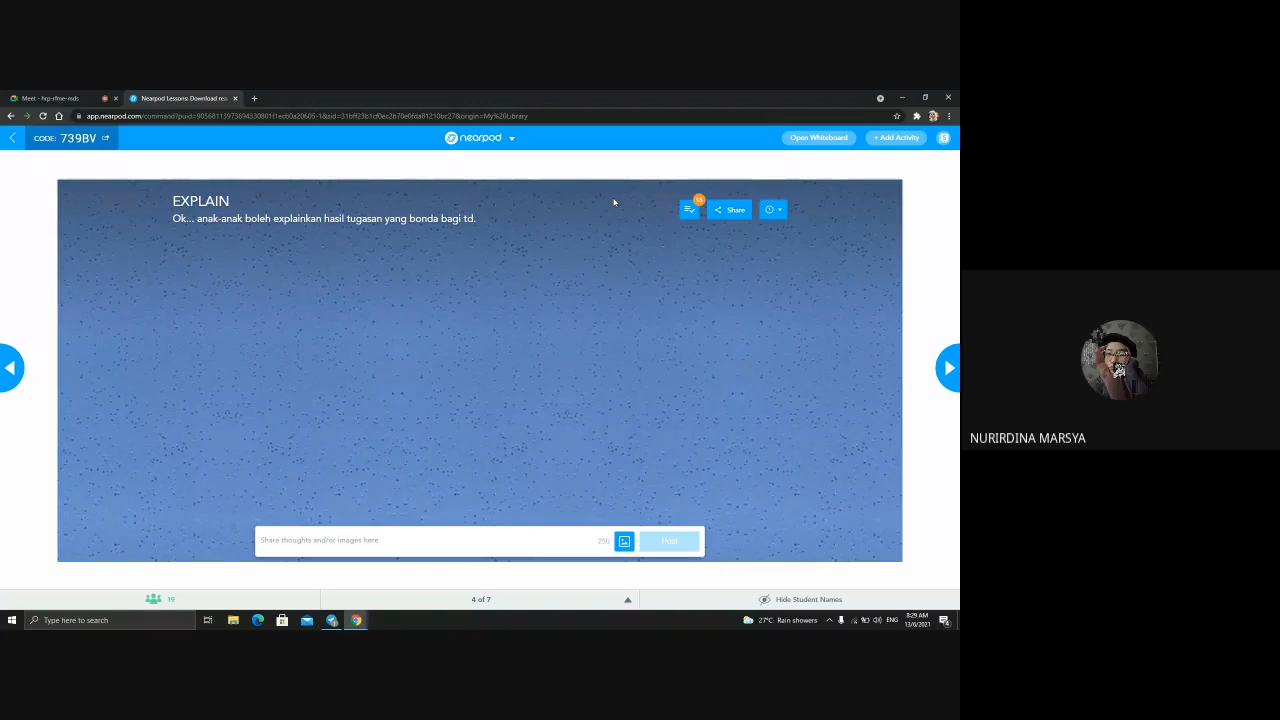 Meet - hrp-rfme-mds
Nearpod Lessons: Download rea
CODE: 739BV
nearpod
Open Whiteboard
+ Add Activity
EXPLAIN
Share
Ok... anak-anak boleh explainkan hasil tugasan yang bonda bagi td.
Share thoughts and/or images here
250
Post
19
4 of 7
Hide Student Names
Type here to search
27°C Rain showers
ENG
8:29 AM
13/6/2021
NURIRDINA MARSYA